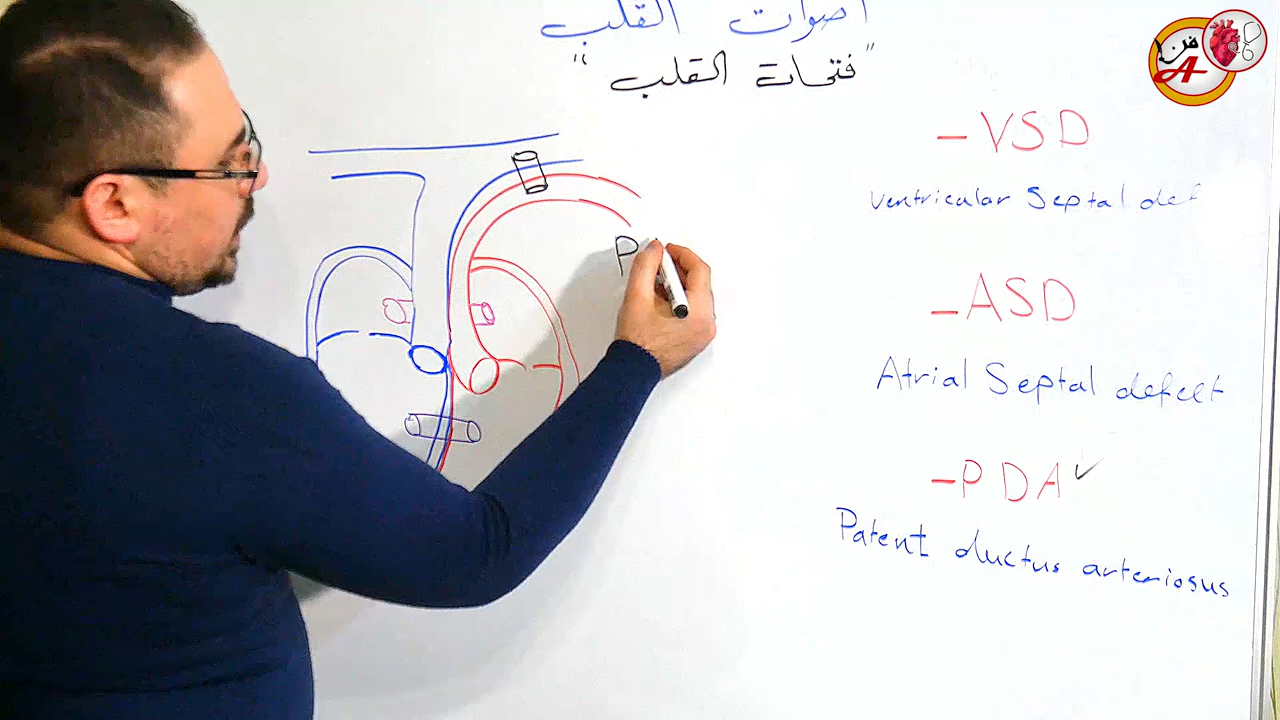 أصوات القلب
"فتحات القلب"
- VSD
Ventricular Septal def
- ASD
Atrial Septal defect
- PDA ✓
Patent ductus arteriosus
P
A